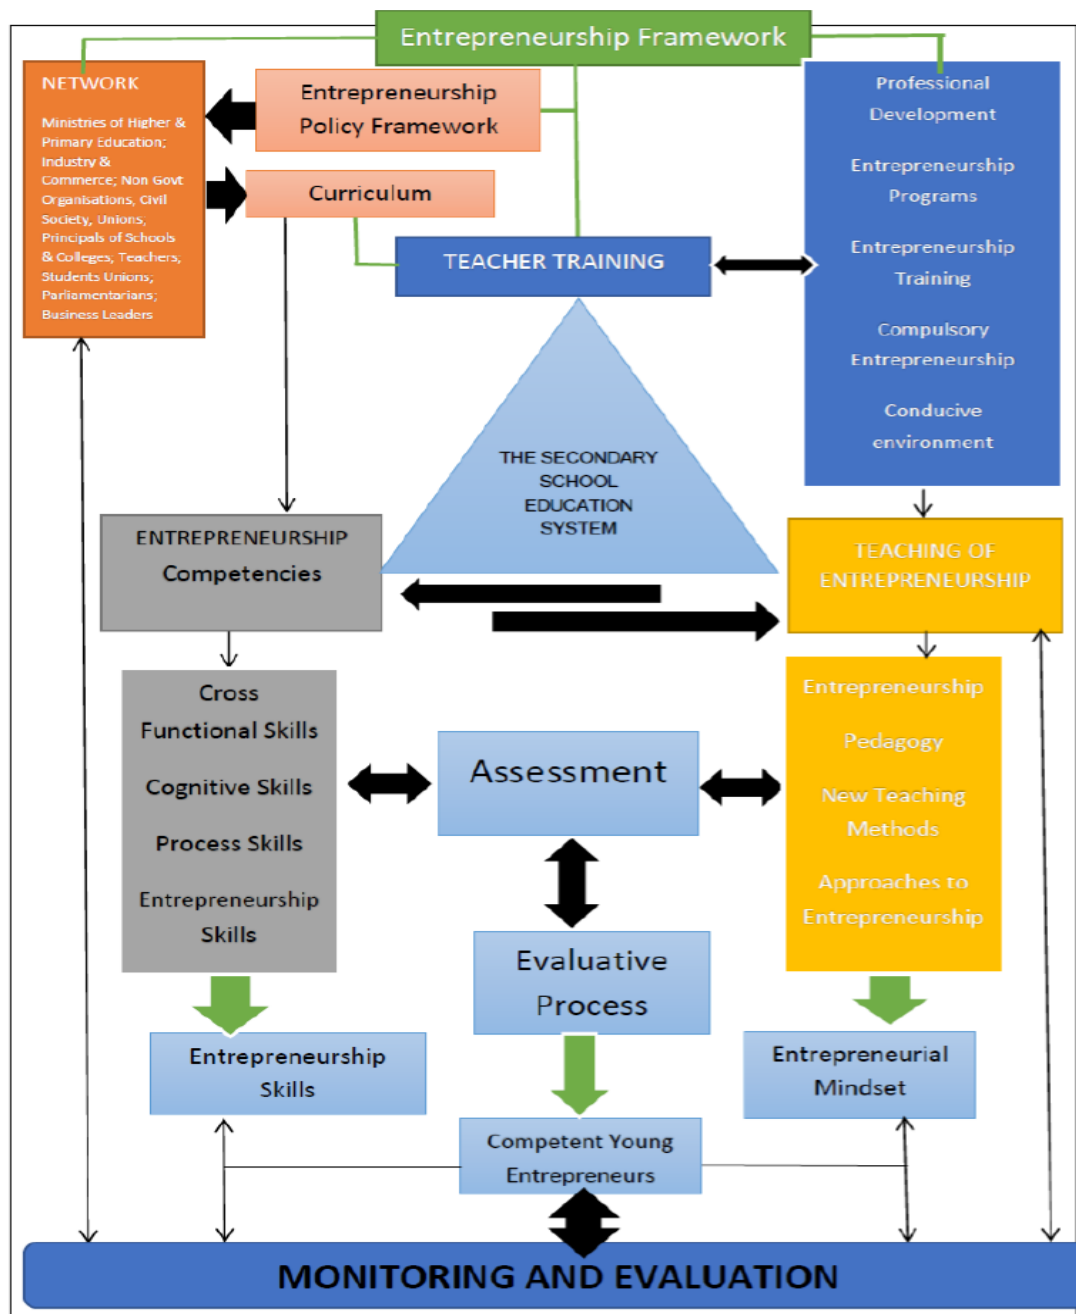 Entrepreneurship Framework
NETWORK
Ministries of Higher &
Primary Education;
Industry &
Commerce; Non Govt
Organisations, Civil
Society, Unions;
Principals of Schools
& Colleges; Teachers;
Students Unions;
Parliamentarians;
Business Leaders
Entrepreneurship
Policy Framework
Curriculum
TEACHER TRAINING
Professional
Development
Entrepreneurship
Programs
Entrepreneurship
Training
Compulsory
Entrepreneurship
Conducive
environment
THE SECONDARY
SCHOOL
EDUCATION
SYSTEM
ENTREPRENEURSHIP
Competencies
TEACHING OF
ENTREPRENEURSHIP
Cross
Functional Skills
Cognitive Skills
Process Skills
Entrepreneurship
Skills
Assessment
Entrepreneurship
Pedagogy
New Teaching
Methods
Approaches to
Entrepreneurship
Evaluative
Process
Entrepreneurship
Skills
Entrepreneurial
Mindset
Competent Young
Entrepreneurs
MONITORING AND EVALUATION